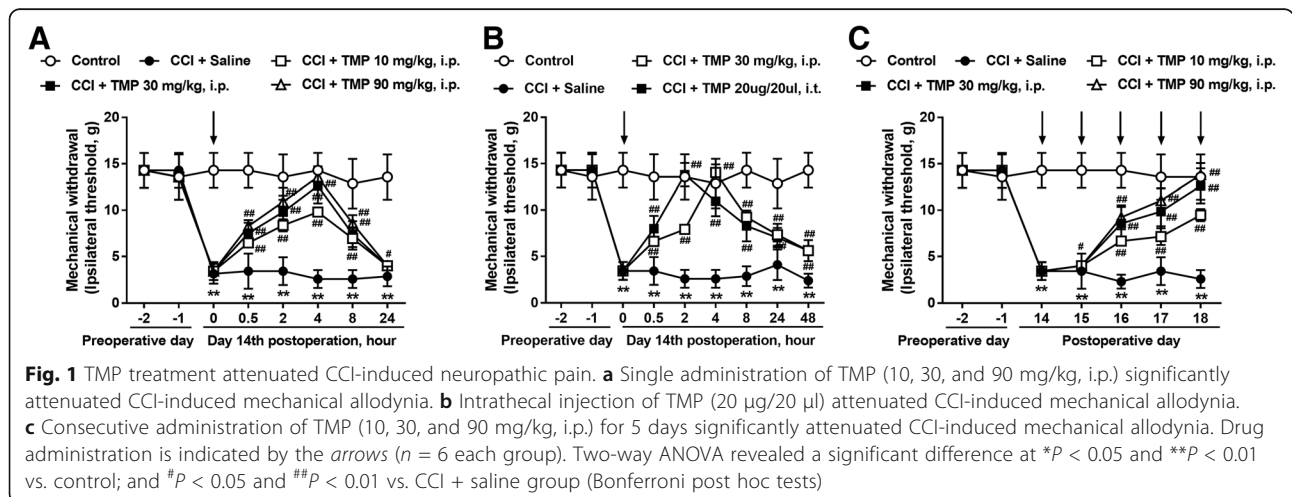 A
Control
CCI + Saline
CCI + TMP 10 mg/kg, i.p.
CCI + TMP 30 mg/kg, i.p.
CCI + TMP 90 mg/kg, i.p.
Mechanical withdrawal
(Ipsilateral threshold, g)
20
15
10
5
0
** ** ** ** ** **
## ## ## ## ## ## ## ## ## ## ## ## #
-2 -1 0 0.5 2 4 8 24
Preoperative day Day 14th postoperation, hour
B
Control
CCI + TMP 30 mg/kg, i.p.
CCI + Saline
CCI + TMP 20ug/20ul, i.t.
Mechanical withdrawal
(Ipsilateral threshold, g)
20
15
10
5
0
** ** ** ** ** ** **
## ## ## ## ## ## ## ## ## ## ##
-2 -1 0 0.5 2 4 8 24 48
Preoperative day Day 14th postoperation, hour
C
Control
CCI + Saline
CCI + TMP 10 mg/kg, i.p.
CCI + TMP 30 mg/kg, i.p.
CCI + TMP 90 mg/kg, i.p.
Mechanical withdrawal
(Ipsilateral threshold, g)
20
15
10
5
0
** ** ** ** **
# ## ## ## ## ## ## ## ## ##
-2 -1 14 15 16 17 18
Preoperative day Postoperative day
Fig. 1 TMP treatment attenuated CCI-induced neuropathic pain. a Single administration of TMP (10, 30, and 90 mg/kg, i.p.) significantly
attenuated CCI-induced mechanical allodynia. b Intrathecal injection of TMP (20 μg/20 μl) attenuated CCI-induced mechanical allodynia.
c Consecutive administration of TMP (10, 30, and 90 mg/kg, i.p.) for 5 days significantly attenuated CCI-induced mechanical allodynia. Drug
administration is indicated by the arrows (n = 6 each group). Two-way ANOVA revealed a significant difference at *P < 0.05 and **P < 0.01
vs. control; and #P < 0.05 and ##P < 0.01 vs. CCI + saline group (Bonferroni post hoc tests)